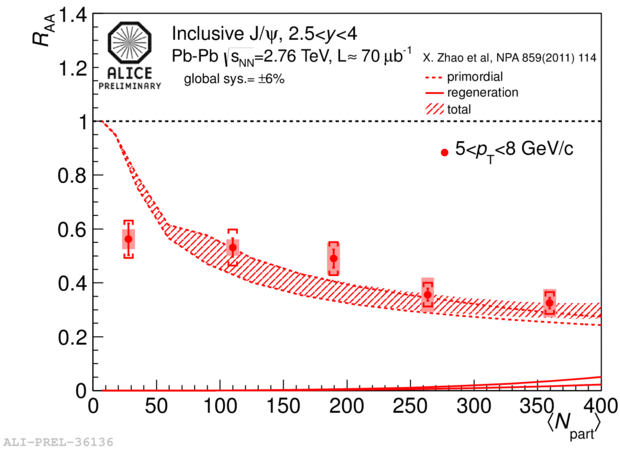 R_AA
1.4
1.2
1
0.8
0.6
0.4
0.2
0
ALICE
PRELIMINARY
Inclusive J/ψ, 2.5<y<4
Pb-Pb √s_NN=2.76 TeV, L≈ 70 μb⁻¹
global sys.= ±6%
X. Zhao et al, NPA 859(2011) 114
primordial
regeneration
total
5<p_T<8 GeV/c
0 50 100 150 200 250 300 350 400
⟨N_part⟩
ALI-PREL-36136